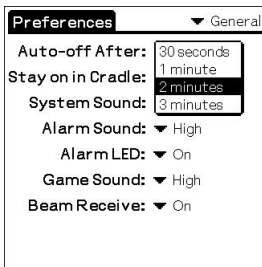 Preferences General
Auto-off After: 30 seconds
1 minute
Stay on in Cradle:
2 minutes
System Sound: 3 minutes
Alarm Sound: High
Alarm LED: On
Game Sound: High
Beam Receive: On